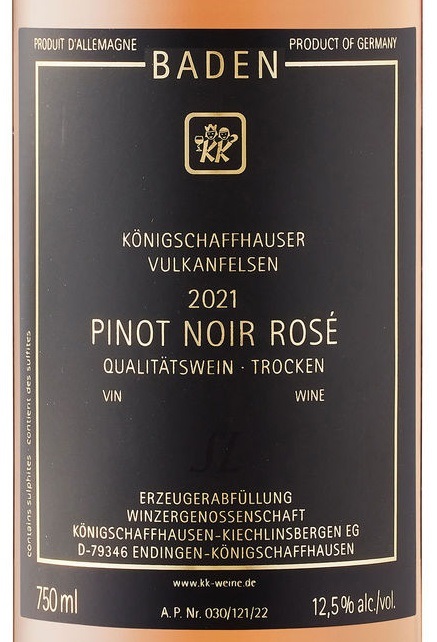 PRODUIT D'ALLEMAGNE
PRODUCT OF GERMANY
BADEN
KK
KÖNIGSCHAFFHAUSER
VULKANFELSEN
2021
PINOT NOIR ROSÉ
QUALITÄTSWEIN · TROCKEN
VIN
WINE
ERZEUGERABFÜLLUNG
WINZERGENOSSENSCHAFT
KÖNIGSCHAFFHAUSEN-KIECHLINSBERGEN EG
D-79346 ENDINGEN-KÖNIGSCHAFFHAUSEN
contains sulphites · contient des sulfites
www.kk-weine.de
750 ml
A.P. Nr. 030/121/22
12,5% alc./vol.